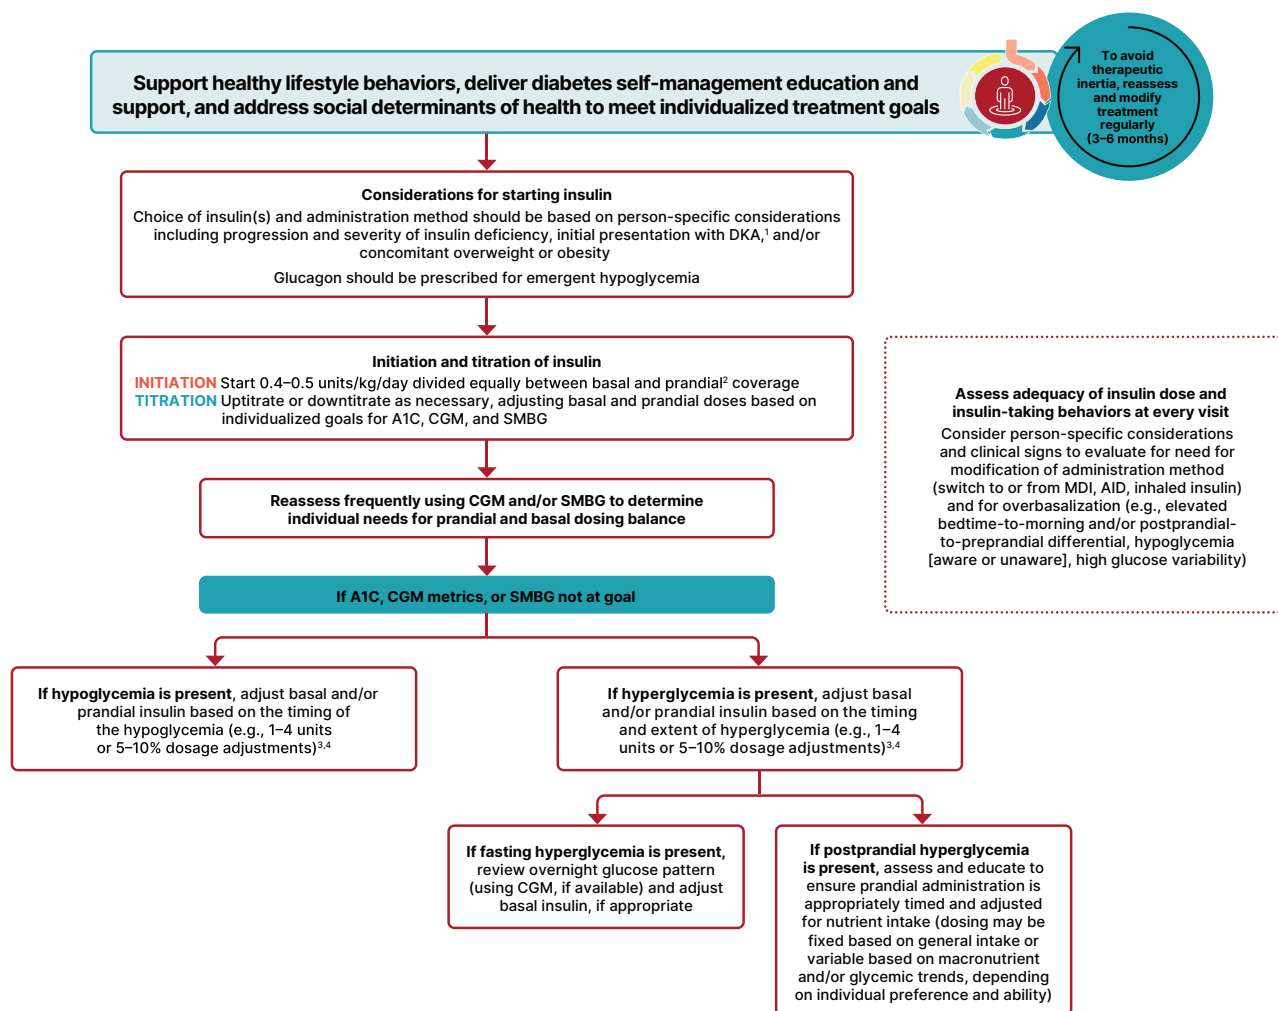 Support healthy lifestyle behaviors, deliver diabetes self-management education and
support, and address social determinants of health to meet individualized treatment goals
To avoid
therapeutic
inertia, reassess
and modify
treatment
regularly
(3–6 months)
Considerations for starting insulin
Choice of insulin(s) and administration method should be based on person-specific considerations
including progression and severity of insulin deficiency, initial presentation with DKA,¹ and/or
concomitant overweight or obesity
Glucagon should be prescribed for emergent hypoglycemia
Initiation and titration of insulin
INITIATION Start 0.4–0.5 units/kg/day divided equally between basal and prandial² coverage
TITRATION Uptitrate or downtitrate as necessary, adjusting basal and prandial doses based on
individualized goals for A1C, CGM, and SMBG
Assess adequacy of insulin dose and
insulin-taking behaviors at every visit
Consider person-specific considerations
and clinical signs to evaluate for need for
modification of administration method
(switch to or from MDI, AID, inhaled insulin)
and for overbasalization (e.g., elevated
bedtime-to-morning and/or postprandial-
to-preprandial differential, hypoglycemia
[aware or unaware], high glucose variability)
Reassess frequently using CGM and/or SMBG to determine
individual needs for prandial and basal dosing balance
If A1C, CGM metrics, or SMBG not at goal
If hypoglycemia is present, adjust basal and/or
prandial insulin based on the timing of
the hypoglycemia (e.g., 1–4 units
or 5–10% dosage adjustments)³,⁴
If hyperglycemia is present, adjust basal
and/or prandial insulin based on the timing
and extent of hyperglycemia (e.g., 1–4
units or 5–10% dosage adjustments)³,⁴
If fasting hyperglycemia is present,
review overnight glucose pattern
(using CGM, if available) and adjust
basal insulin, if appropriate
If postprandial hyperglycemia
is present, assess and educate to
ensure prandial administration is
appropriately timed and adjusted
for nutrient intake (dosing may be
fixed based on general intake or
variable based on macronutrient
and/or glycemic trends, depending
on individual preference and ability)